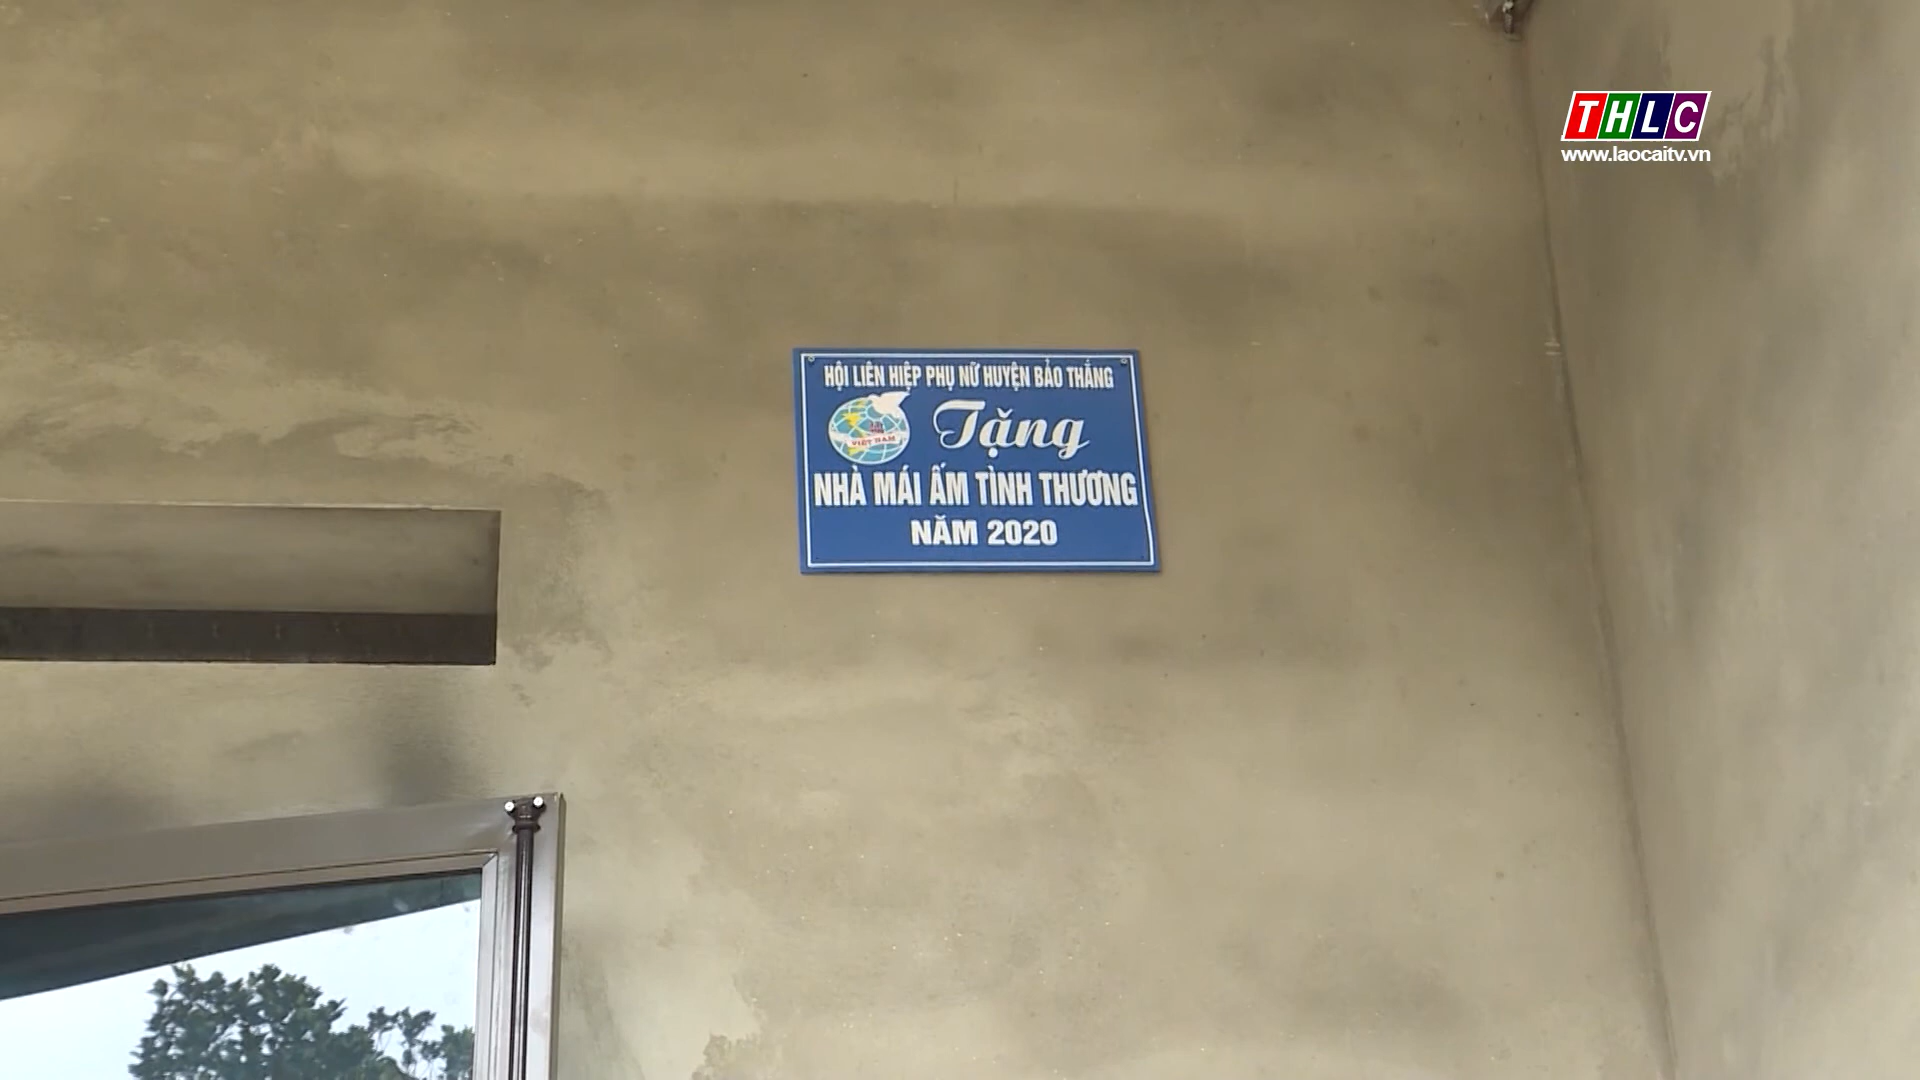 THLC
www.laocaitv.vn
HỘI LIÊN HIỆP PHỤ NỮ HUYỆN BẢO THẮNG
Tặng
VIỆT NAM
NHÀ MÁI ẤM TÌNH THƯƠNG
NĂM 2020